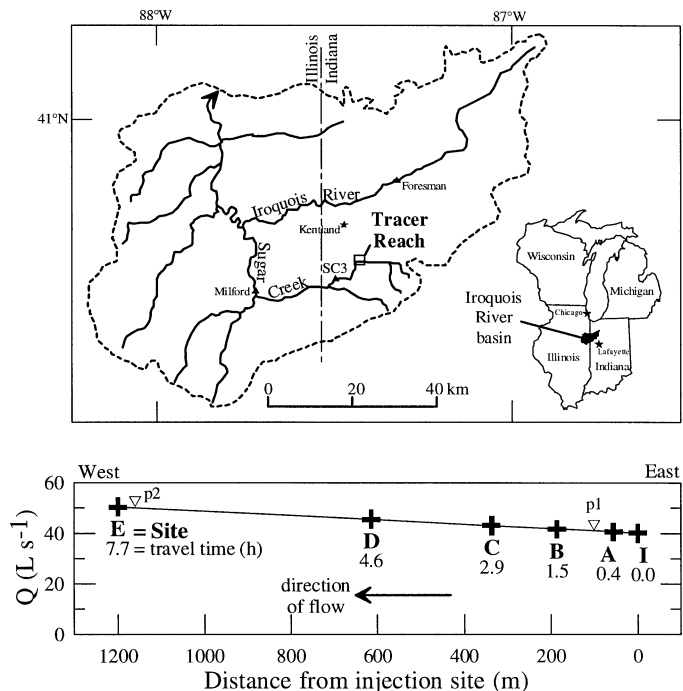 88°W
87°W
41°N
Illinois
Indiana
Iroquois River
Foresman
Kentland
Tracer
Reach
SC3
Sugar
Creek
Milford
0 20 40 km
Wisconsin
Michigan
Chicago
Iroquois
River
basin
Illinois
Lafayette
Indiana
West
East
60
40
20
0
Q (L s⁻¹)
p2
p1
E = Site
7.7 = travel time (h)
D
4.6
C
2.9
B
1.5
A
0.4
I
0.0
direction
of flow
1200 1000 800 600 400 200 0
Distance from injection site (m)